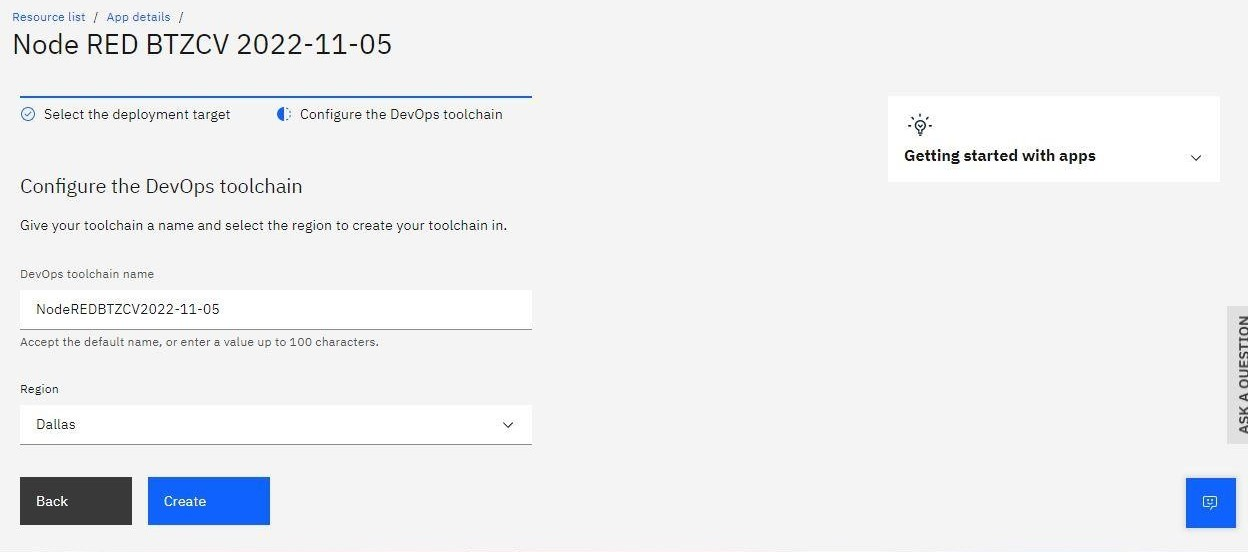 Resource list / App details /
Node RED BTZCV 2022-11-05
Select the deployment target
Configure the DevOps toolchain
Getting started with apps
Configure the DevOps toolchain
Give your toolchain a name and select the region to create your toolchain in.
DevOps toolchain name
NodeREDBTZCV2022-11-05
Accept the default name, or enter a value up to 100 characters.
Region
Dallas
Back
Create
ASK A QUESTION